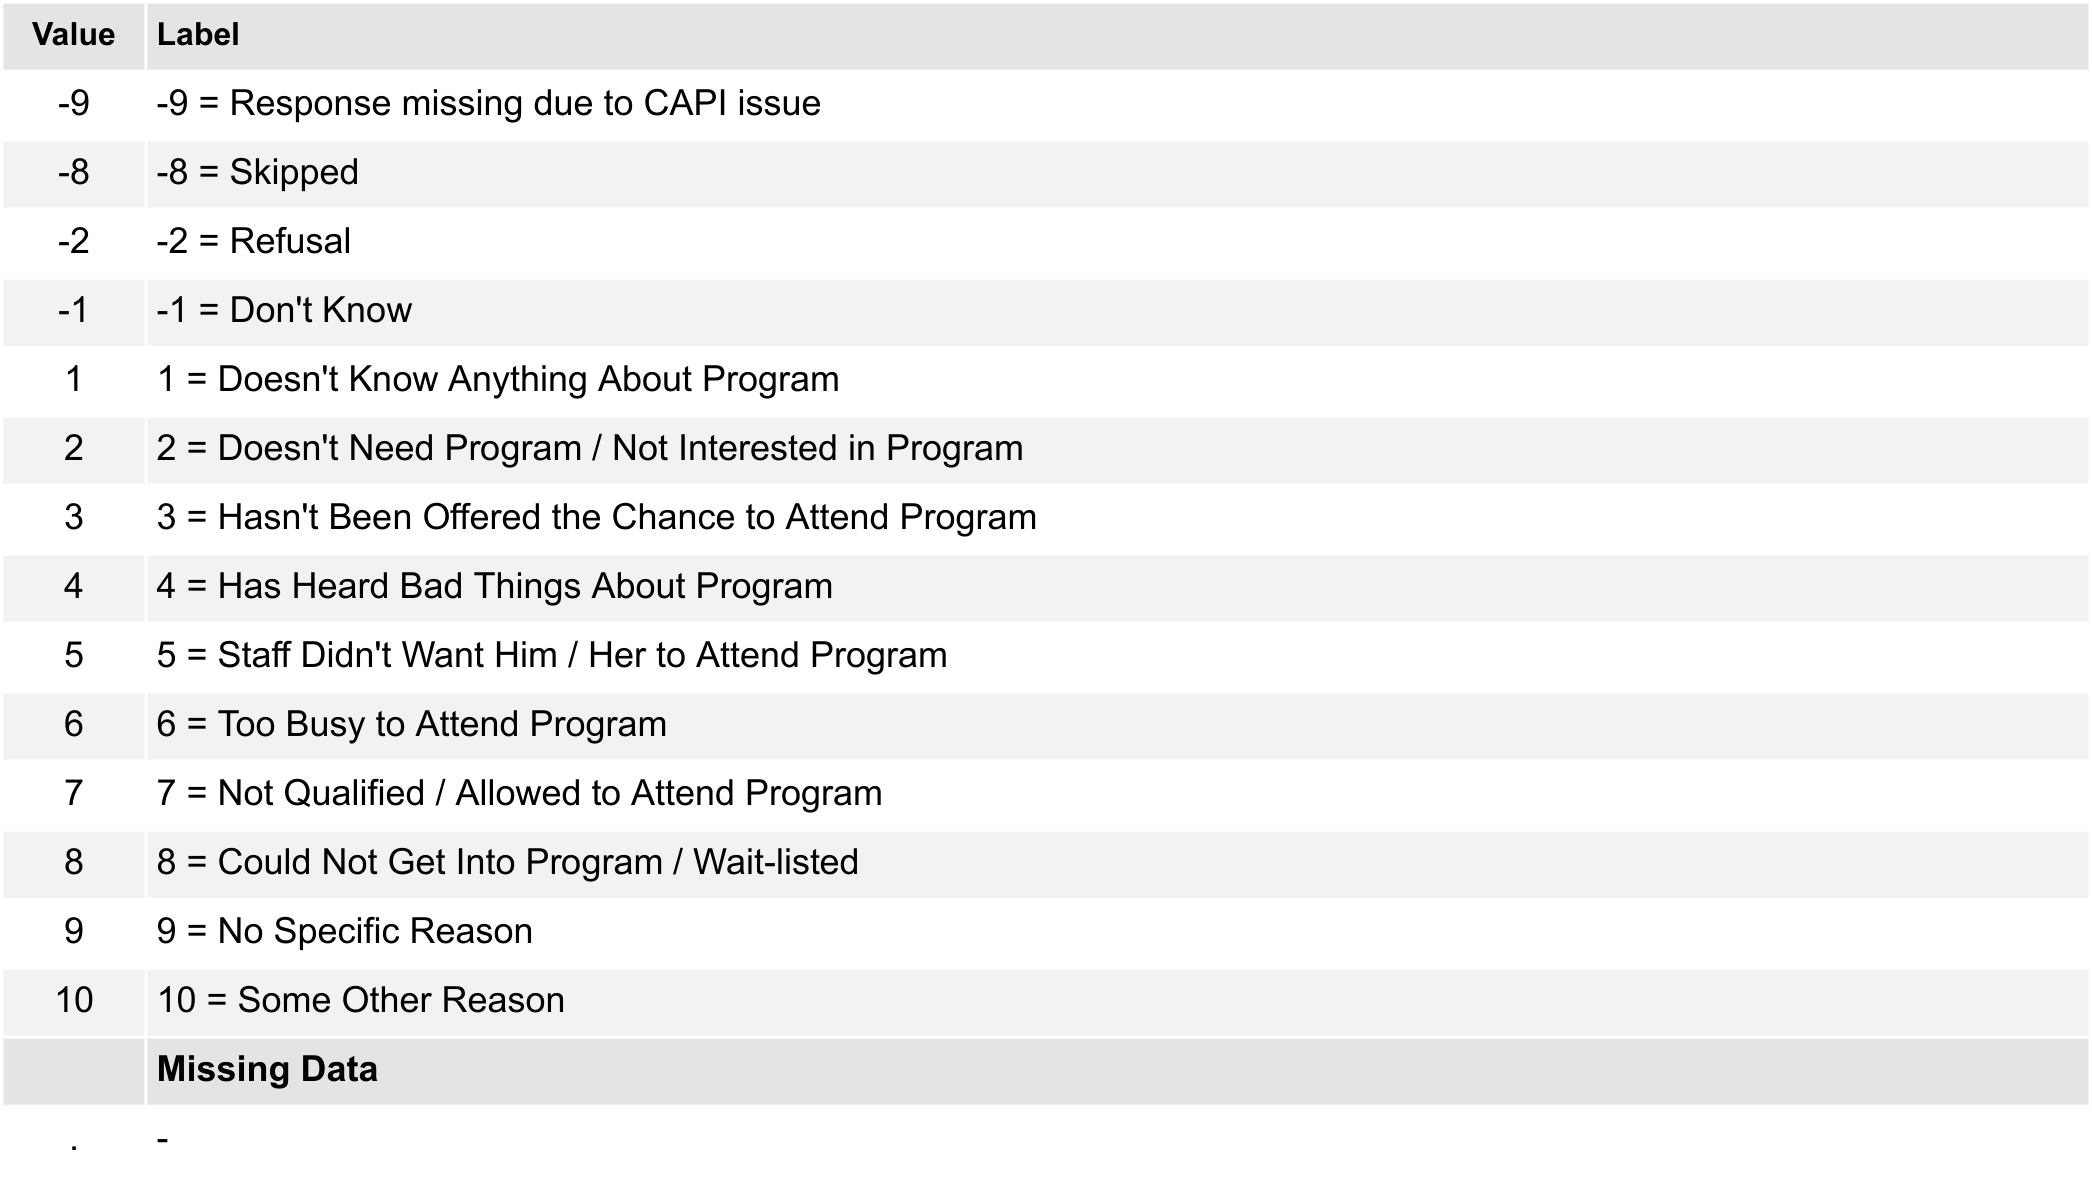 Value Label
-9 -9 = Response missing due to CAPI issue
-8 -8 = Skipped
-2 -2 = Refusal
-1 -1 = Don't Know
1 1 = Doesn't Know Anything About Program
2 2 = Doesn't Need Program / Not Interested in Program
3 3 = Hasn't Been Offered the Chance to Attend Program
4 4 = Has Heard Bad Things About Program
5 5 = Staff Didn't Want Him / Her to Attend Program
6 6 = Too Busy to Attend Program
7 7 = Not Qualified / Allowed to Attend Program
8 8 = Could Not Get Into Program / Wait-listed
9 9 = No Specific Reason
10 10 = Some Other Reason
Missing Data
. -